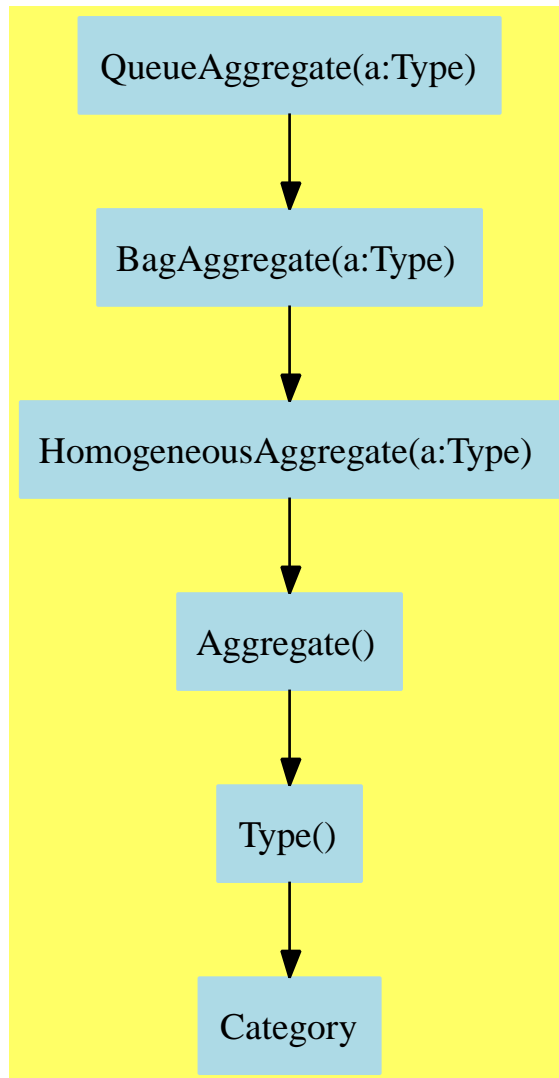 QueueAggregate(a:Type)
BagAggregate(a:Type)
HomogeneousAggregate(a:Type)
Aggregate()
Type()
Category